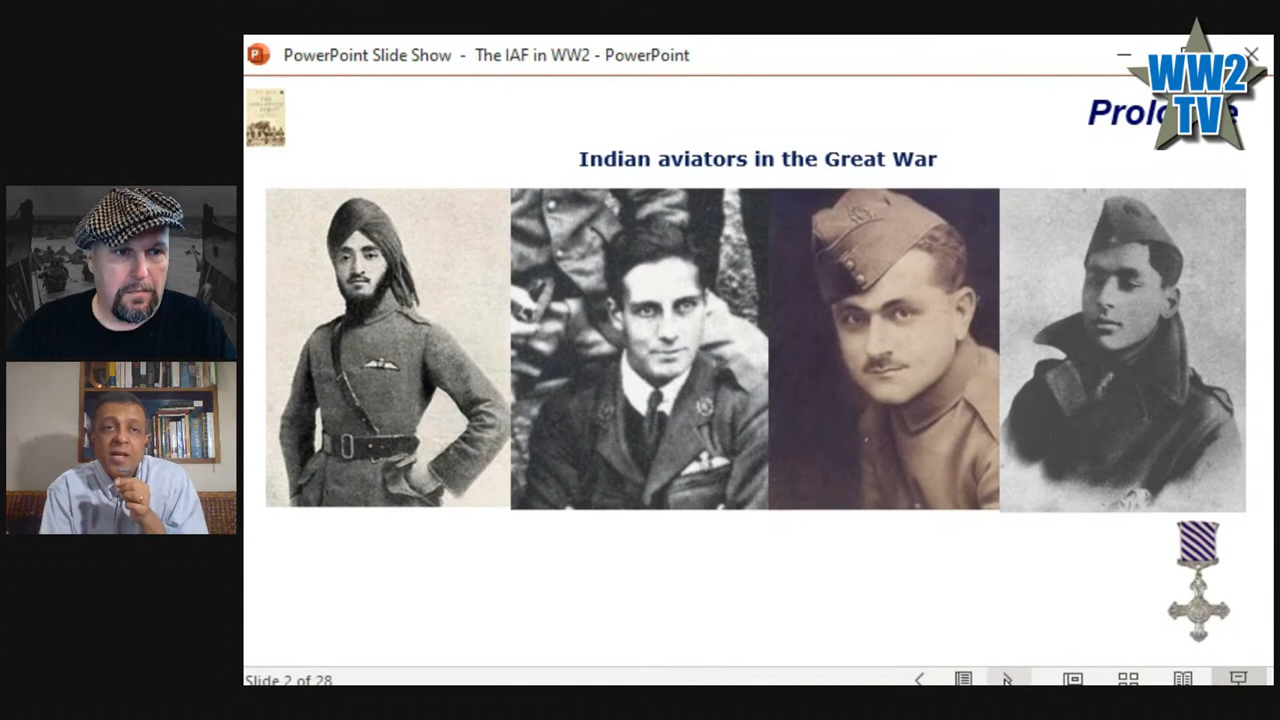 PowerPoint Slide Show - The IAF in WW2 - PowerPoint
WW2
TV
Indian aviators in the Great War
Slide 2 of 28